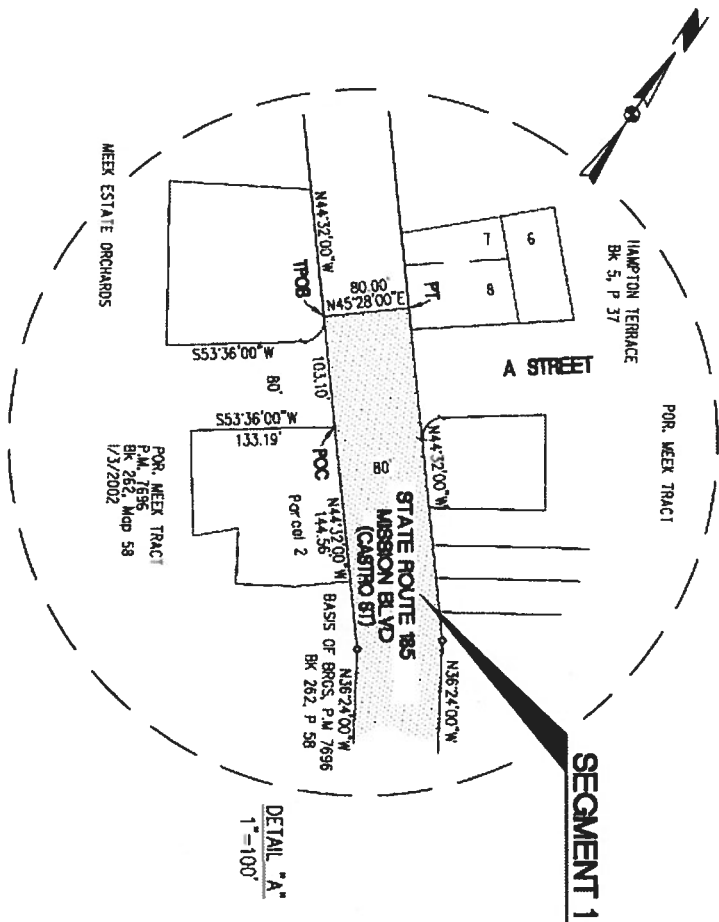 N
HAMPTON TERRACE
BK 5, P 37
6
7
8
MEEK ESTATE ORCHARDS
N44°32'00"W
TPOB
80.00'
N45°28'00"E
PT.
S53°36'00"W
103.10'
80'
A STREET
POR. MEEK TRACT
S53°36'00"W
133.19'
POC
80'
N44°32'00"W
POR. MEEK TRACT
P.M. 7696
BK 262, Map 58
1/3/2002
Parcel 2
N44°32'00"W
144.56'
STATE ROUTE 185
MISSION BLVD
(CASTRO ST)
N36°24'00"W
BASIS OF BRGS, P.M 7696
BK 262, P 58
N36°24'00"W
SEGMENT 1
DETAIL "A"
1"=100'